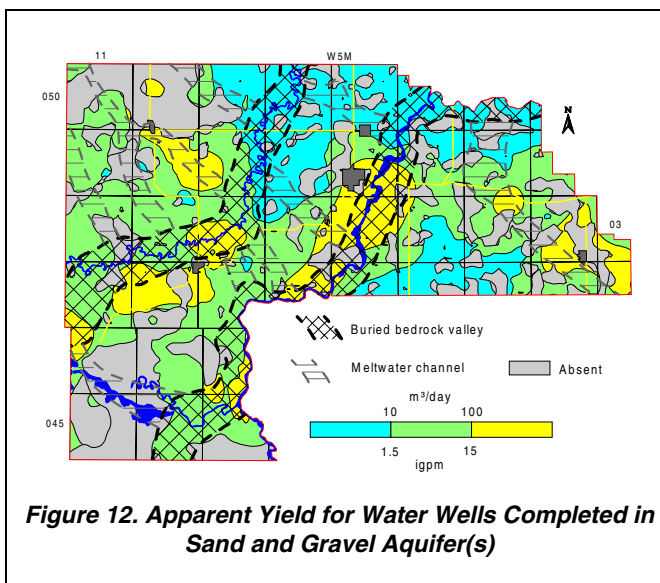 11
W5M
050
N
03
Buried bedrock valley
Meltwater channel
Absent
m³/day
10 100
045
1.5 15
igpm
Figure 12. Apparent Yield for Water Wells Completed in
Sand and Gravel Aquifer(s)